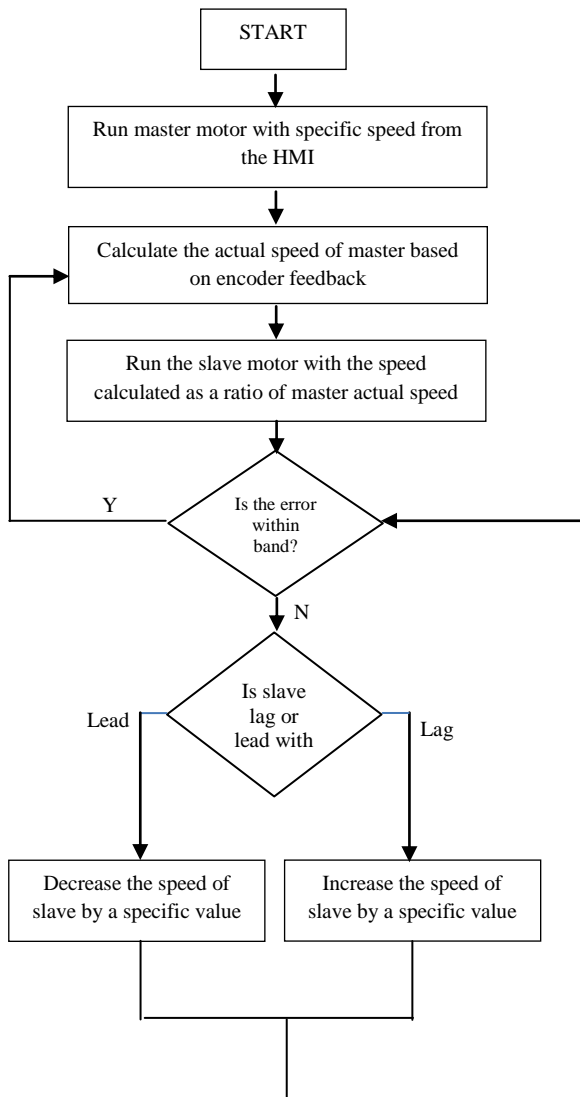 START
Run master motor with specific speed from
the HMI
Calculate the actual speed of master based
on encoder feedback
Run the slave motor with the speed
calculated as a ratio of master actual speed
Y
Is the error
within
band?
N
Is slave
lag or
lead with
Lead
Lag
Decrease the speed of
slave by a specific value
Increase the speed of
slave by a specific value